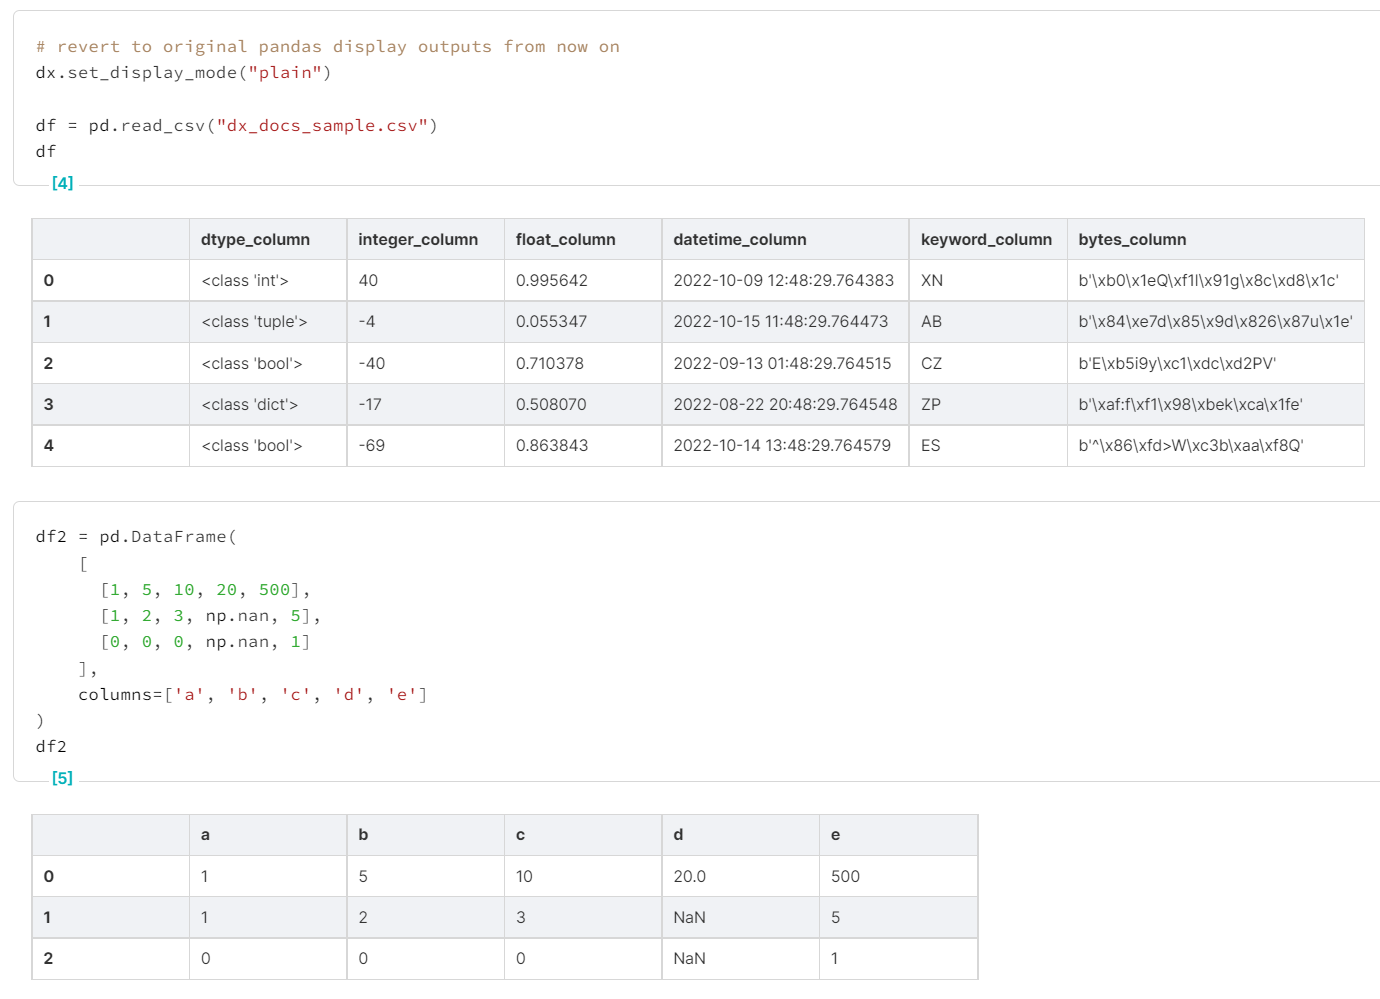 # revert to original pandas display outputs from now on
dx.set_display_mode("plain")
df = pd.read_csv("dx_docs_sample.csv")
df
[4]
dtype_column integer_column float_column datetime_column keyword_column bytes_column
0 <class 'int'> 40 0.995642 2022-10-09 12:48:29.764383 XN b'\xb0\x1eQ\xf1I\x91g\x8c\xd8\x1c'
1 <class 'tuple'> -4 0.055347 2022-10-15 11:48:29.764473 AB b'\x84\xe7d\x85\x9d\x826\x87u\x1e'
2 <class 'bool'> -40 0.710378 2022-09-13 01:48:29.764515 CZ b'E\xb5i9y\xc1\xdc\xd2PV'
3 <class 'dict'> -17 0.508070 2022-08-22 20:48:29.764548 ZP b'\xaf:f\xf1\x98\xbek\xca\x1fe'
4 <class 'bool'> -69 0.863843 2022-10-14 13:48:29.764579 ES b'^\x86\xfd>W\xc3b\xaa\xf8Q'
df2 = pd.DataFrame(
[
[1, 5, 10, 20, 500],
[1, 2, 3, np.nan, 5],
[0, 0, 0, np.nan, 1]
],
columns=['a', 'b', 'c', 'd', 'e']
)
df2
[5]
a b c d e
0 1 5 10 20.0 500
1 1 2 3 NaN 5
2 0 0 0 NaN 1